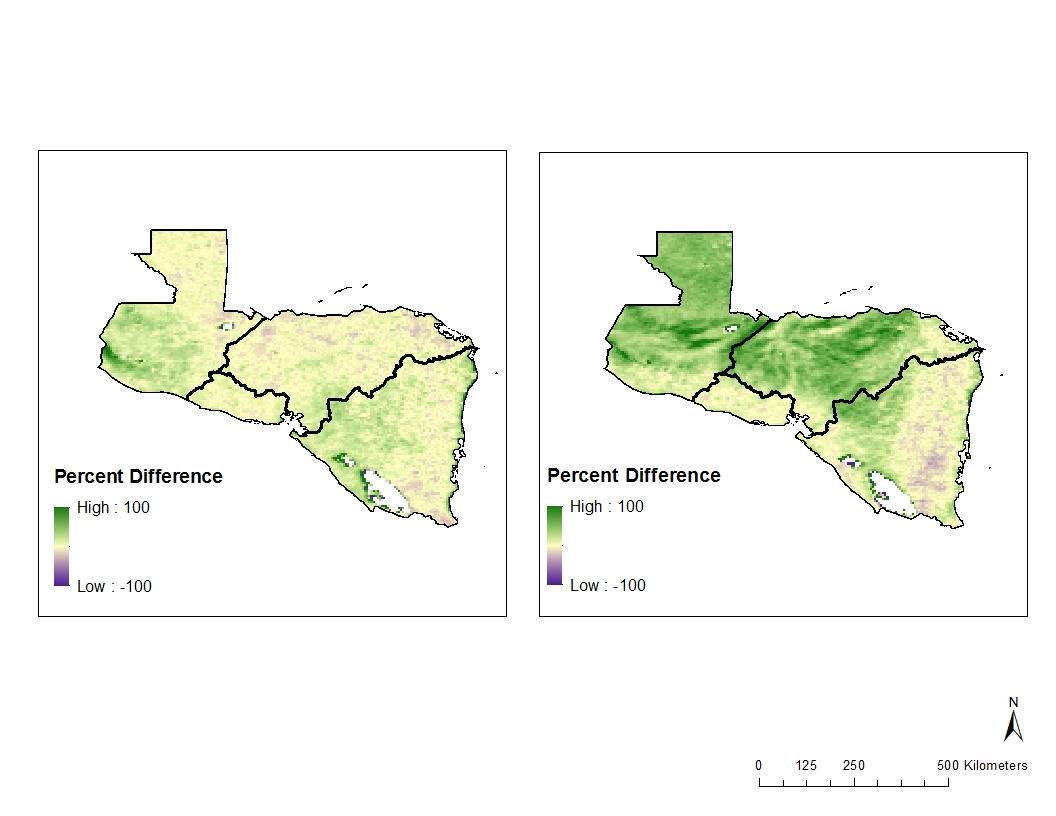 Percent Difference
High : 100
Low : -100
Percent Difference
High : 100
Low : -100
N
0 125 250 500 Kilometers